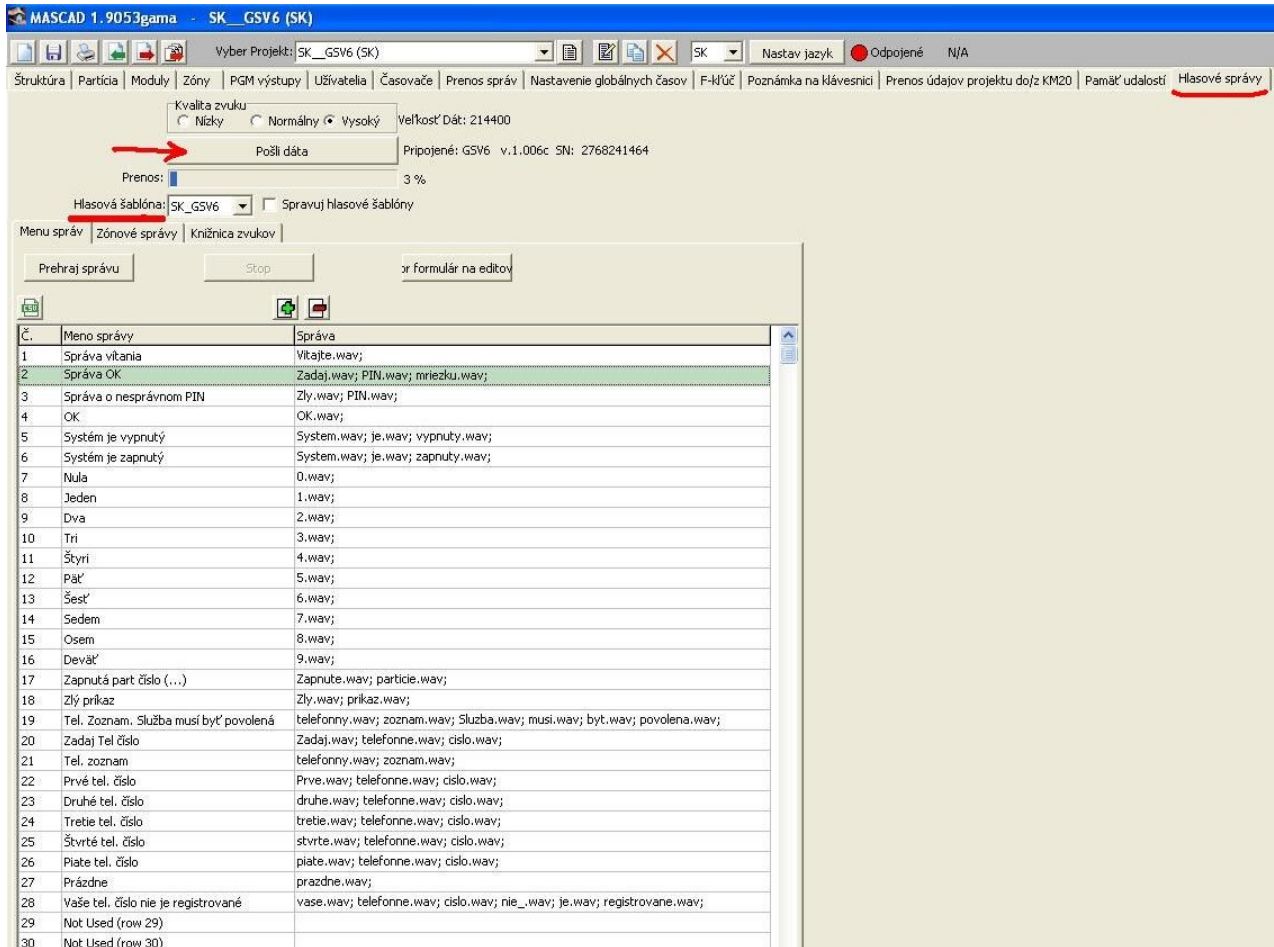 MASCAD 1.9053gama - SK__GSV6 (SK)
Vyber Projekt: SK__GSV6 (SK) SK Nastav jazyk Odpojené N/A
Štruktúra Partícia Moduly Zóny PGM výstupy Užívatelia Časovače Prenos správ Nastavenie globálnych časov F-kľúč Poznámka na klávesnici Prenos údajov projektu do/z KM20 Pamäť udalostí Hlasové správy
Kvalita zvuku
Nízky Normálny Vysoký Veľkosť Dát: 214400
Pošli dáta Pripojené: GSV6 v.1.006c SN: 2768241464
Prenos: 3 %
Hlasová šablóna: SK_GSV6 Spravuj hlasové šablóny
Menu správ Zónové správy Knižnica zvukov
Prehraj správu Stop or formulár na editov
Č. Meno správy Správa
1 Správa vítania Vitajte.wav;
2 Správa OK Zadaj.wav; PIN.wav; mriezku.wav;
3 Správa o nesprávnom PIN Zly.wav; PIN.wav;
4 OK OK.wav;
5 Systém je vypnutý System.wav; je.wav; vypnuty.wav;
6 Systém je zapnutý System.wav; je.wav; zapnuty.wav;
7 Nula 0.wav;
8 Jeden 1.wav;
9 Dva 2.wav;
10 Tri 3.wav;
11 Štyri 4.wav;
12 Päť 5.wav;
13 Šesť 6.wav;
14 Sedem 7.wav;
15 Osem 8.wav;
16 Deväť 9.wav;
17 Zapnutá part číslo (...) Zapnute.wav; particie.wav;
18 Zlý príkaz Zly.wav; prikaz.wav;
19 Tel. Zoznam. Služba musí byť povolená telefonny.wav; zoznam.wav; Sluzba.wav; musi.wav; byt.wav; povolena.wav;
20 Zadaj Tel číslo Zadaj.wav; telefonne.wav; cislo.wav;
21 Tel. zoznam telefonny.wav; zoznam.wav;
22 Prvé tel. číslo Prve.wav; telefonne.wav; cislo.wav;
23 Druhé tel. číslo druhe.wav; telefonne.wav; cislo.wav;
24 Tretie tel. číslo tretie.wav; telefonne.wav; cislo.wav;
25 Štvrté tel. číslo stvrte.wav; telefonne.wav; cislo.wav;
26 Piate tel. číslo piate.wav; telefonne.wav; cislo.wav;
27 Prázdne prazdne.wav;
28 Vaše tel. číslo nie je registrované vase.wav; telefonne.wav; cislo.wav; nie_.wav; je.wav; registrovane.wav;
29 Not Used (row 29)
30 Not Used (row 30)